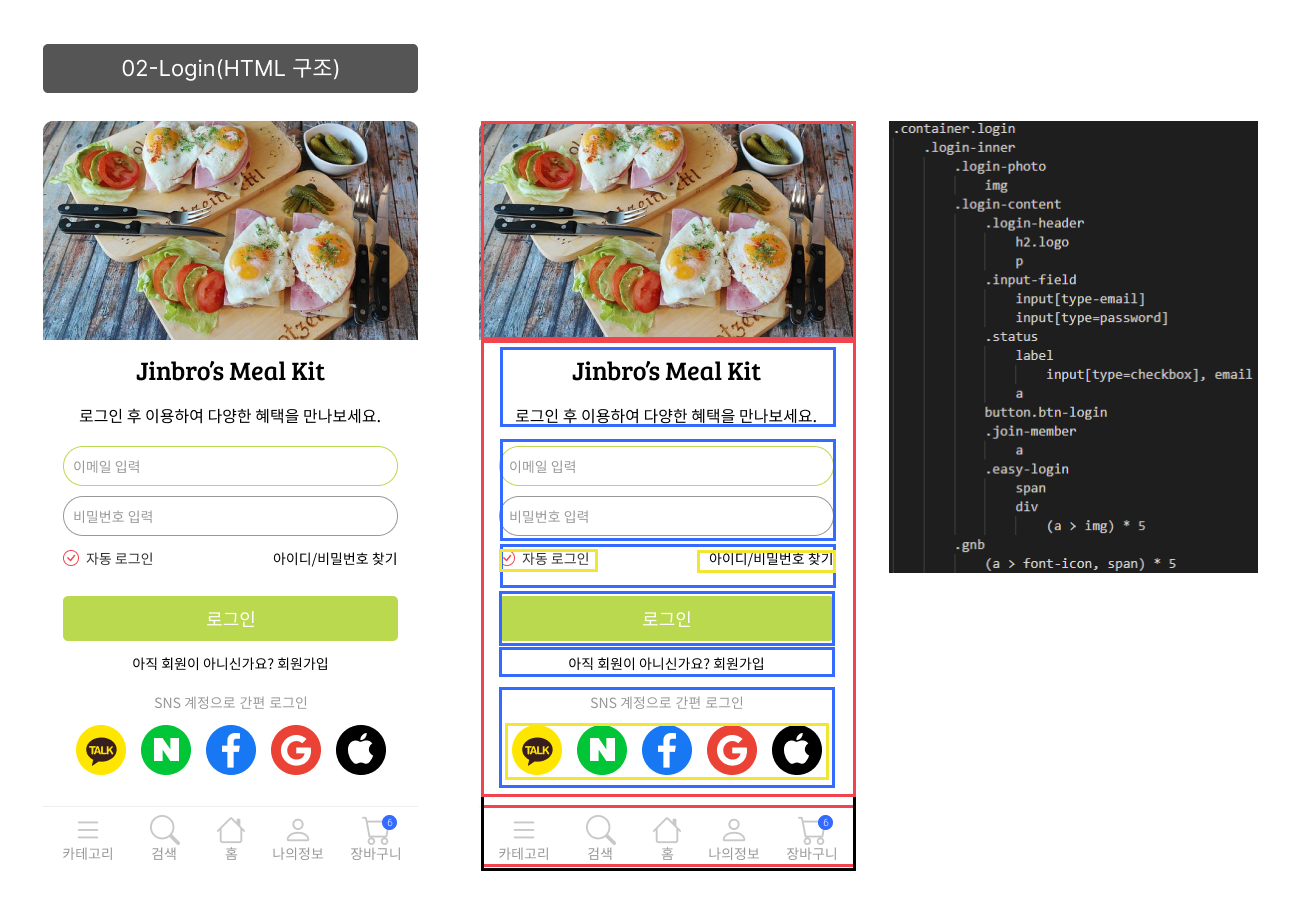 02-Login(HTML 구조)
Jinbro's Meal Kit
로그인 후 이용하여 다양한 혜택을 만나보세요.
이메일 입력
비밀번호 입력
자동 로그인 아이디/비밀번호 찾기
로그인
아직 회원이 아니신가요? 회원가입
SNS 계정으로 간편 로그인
TALK N f G
6
카테고리 검색 홈 나의정보 장바구니
Jinbro's Meal Kit
로그인 후 이용하여 다양한 혜택을 만나보세요.
이메일 입력
비밀번호 입력
자동 로그인 아이디/비밀번호 찾기
로그인
아직 회원이 아니신가요? 회원가입
SNS 계정으로 간편 로그인
TALK N f G
6
카테고리 검색 홈 나의정보 장바구니
.container.login
.login-inner
.login-photo
img
.login-content
.login-header
h2.logo
p
.input-field
input[type-email]
input[type=password]
.status
label
input[type=checkbox], email
a
button.btn-login
.join-member
a
.easy-login
span
div
(a > img) * 5
.gnb
(a > font-icon, span) * 5